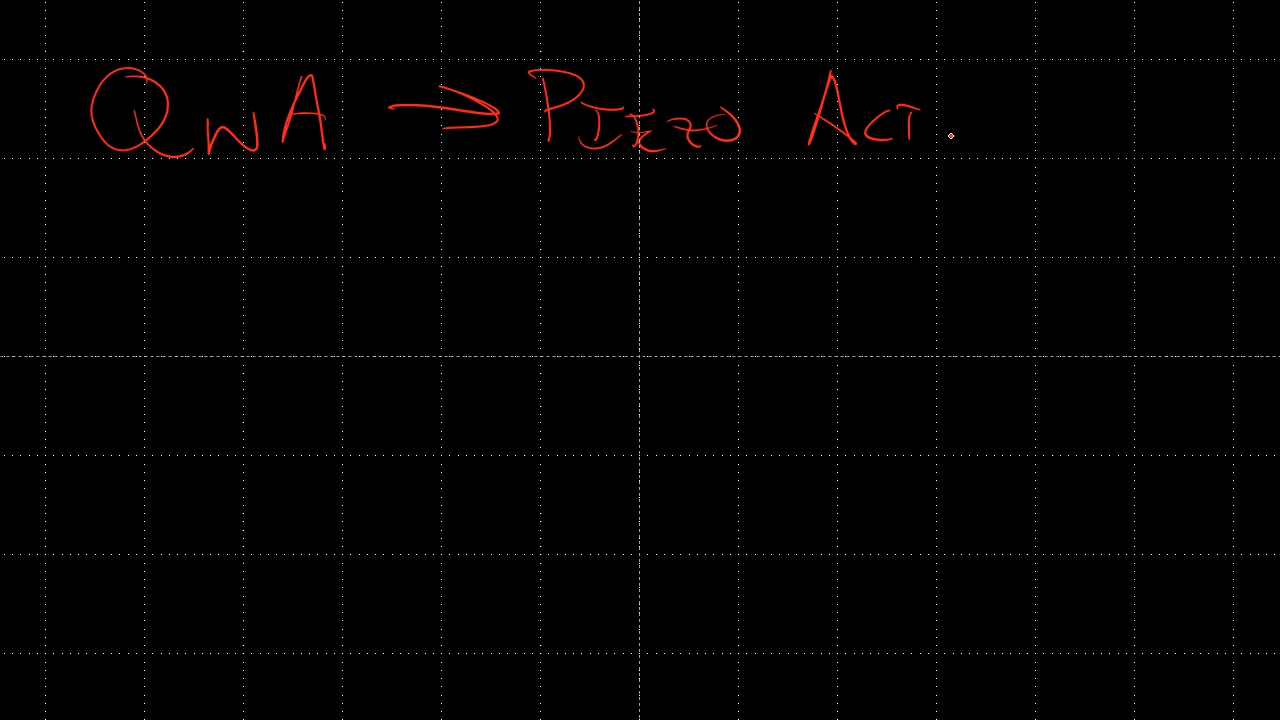 QnA → Piezo Act.